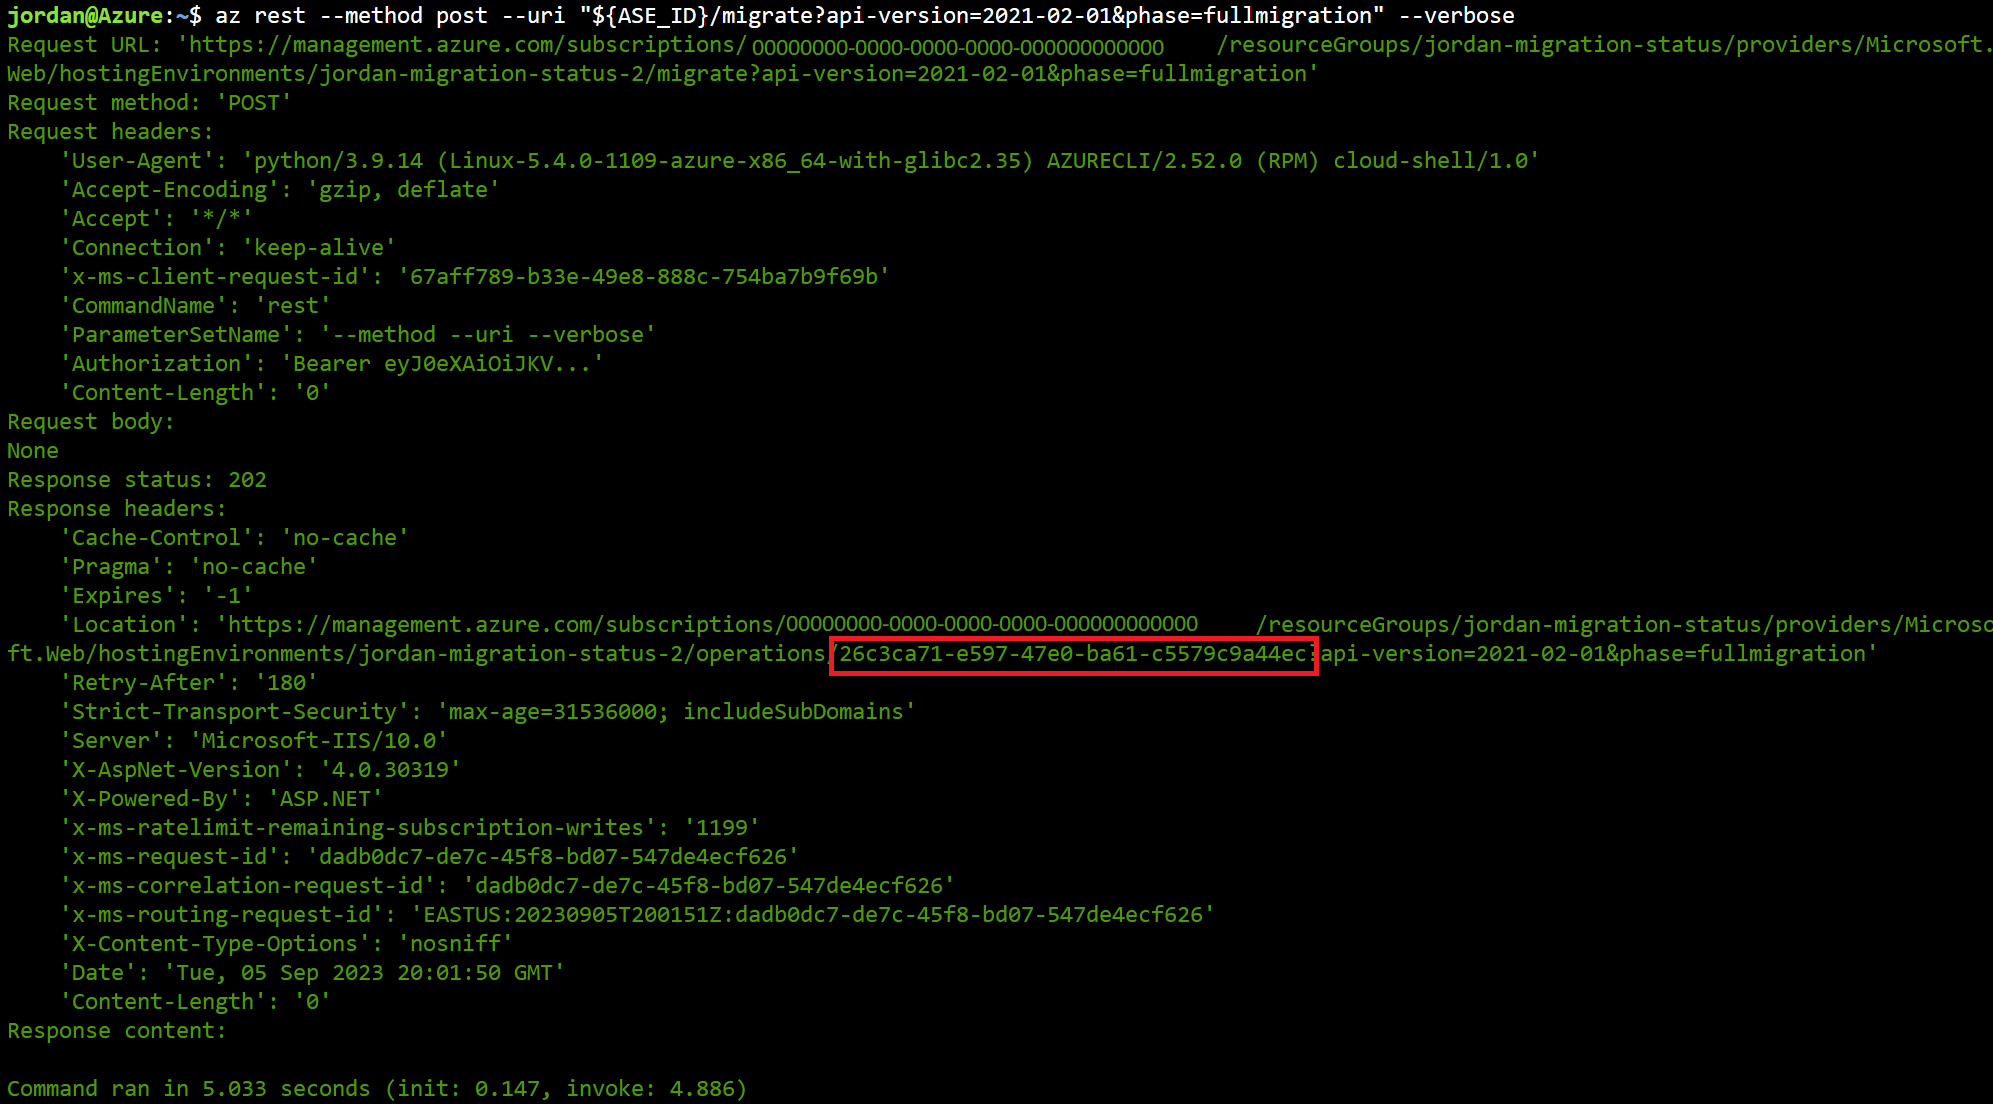 jordan@Azure:~$ az rest --method post --uri "${ASE_ID}/migrate?api-version=2021-02-01&phase=fullmigration" --verbose
Request URL: 'https://management.azure.com/subscriptions/00000000-0000-0000-0000-000000000000 /resourceGroups/jordan-migration-status/providers/Microsoft.
Web/hostingEnvironments/jordan-migration-status-2/migrate?api-version=2021-02-01&phase=fullmigration'
Request method: 'POST'
Request headers:
    'User-Agent': 'python/3.9.14 (Linux-5.4.0-1109-azure-x86_64-with-glibc2.35) AZURECLI/2.52.0 (RPM) cloud-shell/1.0'
    'Accept-Encoding': 'gzip, deflate'
    'Accept': '*/*'
    'Connection': 'keep-alive'
    'x-ms-client-request-id': '67aff789-b33e-49e8-888c-754ba7b9f69b'
    'CommandName': 'rest'
    'ParameterSetName': '--method --uri --verbose'
    'Authorization': 'Bearer eyJ0eXAiOiJKV...'
    'Content-Length': '0'
Request body:
None
Response status: 202
Response headers:
    'Cache-Control': 'no-cache'
    'Pragma': 'no-cache'
    'Expires': '-1'
    'Location': 'https://management.azure.com/subscriptions/00000000-0000-0000-0000-000000000000 /resourceGroups/jordan-migration-status/providers/Microso
ft.Web/hostingEnvironments/jordan-migration-status-2/operations/26c3ca71-e597-47e0-ba61-c5579c9a44ec?api-version=2021-02-01&phase=fullmigration'
    'Retry-After': '180'
    'Strict-Transport-Security': 'max-age=31536000; includeSubDomains'
    'Server': 'Microsoft-IIS/10.0'
    'X-AspNet-Version': '4.0.30319'
    'X-Powered-By': 'ASP.NET'
    'x-ms-ratelimit-remaining-subscription-writes': '1199'
    'x-ms-request-id': 'dadb0dc7-de7c-45f8-bd07-547de4ecf626'
    'x-ms-correlation-request-id': 'dadb0dc7-de7c-45f8-bd07-547de4ecf626'
    'x-ms-routing-request-id': 'EASTUS:20230905T200151Z:dadb0dc7-de7c-45f8-bd07-547de4ecf626'
    'X-Content-Type-Options': 'nosniff'
    'Date': 'Tue, 05 Sep 2023 20:01:50 GMT'
    'Content-Length': '0'
Response content:
Command ran in 5.033 seconds (init: 0.147, invoke: 4.886)